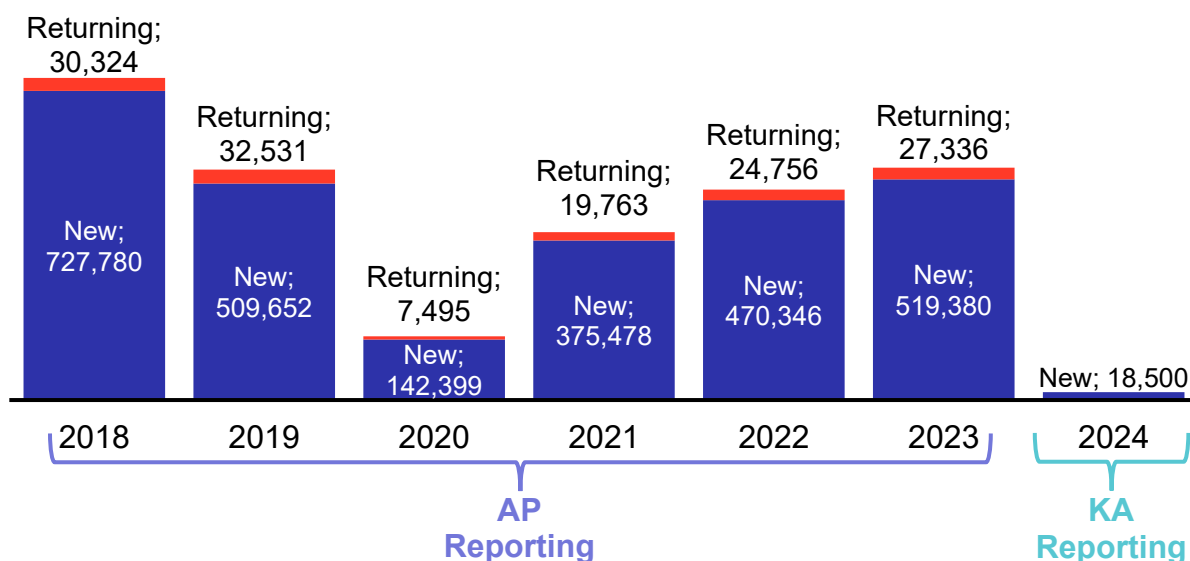 Returning;
30,324
New;
727,780
Returning;
32,531
New;
509,652
Returning;
7,495
New;
142,399
Returning;
19,763
New;
375,478
Returning;
24,756
New;
470,346
Returning;
27,336
New;
519,380
New; 18,500
2018 2019 2020 2021 2022 2023 2024
AP
Reporting
KA
Reporting